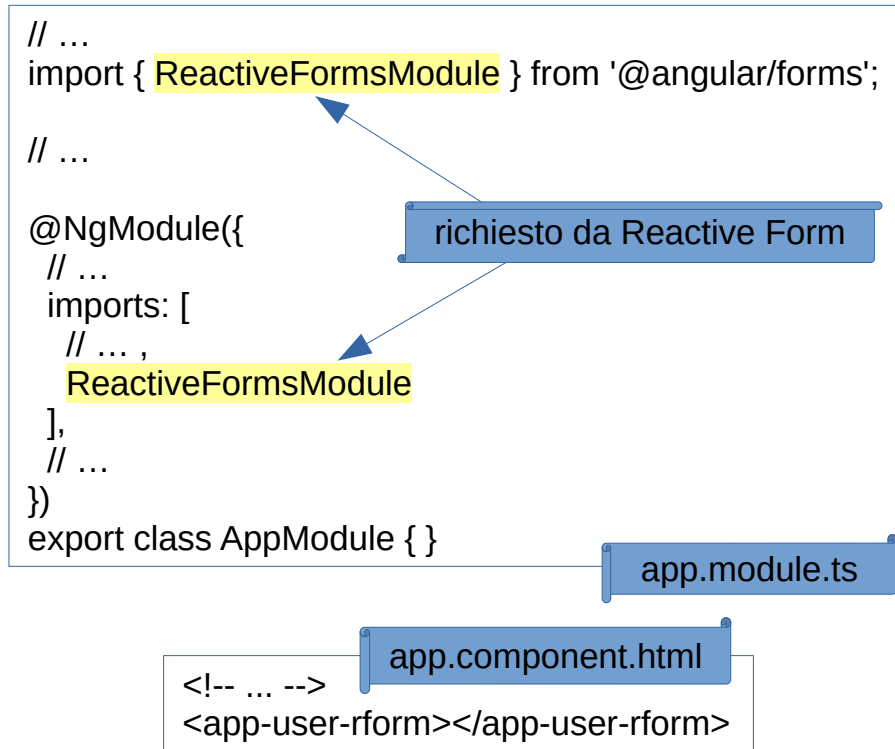 // …
import { ReactiveFormsModule } from '@angular/forms';
// …
@NgModule({
// …
richiesto da Reactive Form
imports: [
// … ,
ReactiveFormsModule
],
// …
})
export class AppModule { }
app.module.ts
app.component.html
<!-- ... -->
<app-user-rform></app-user-rform>